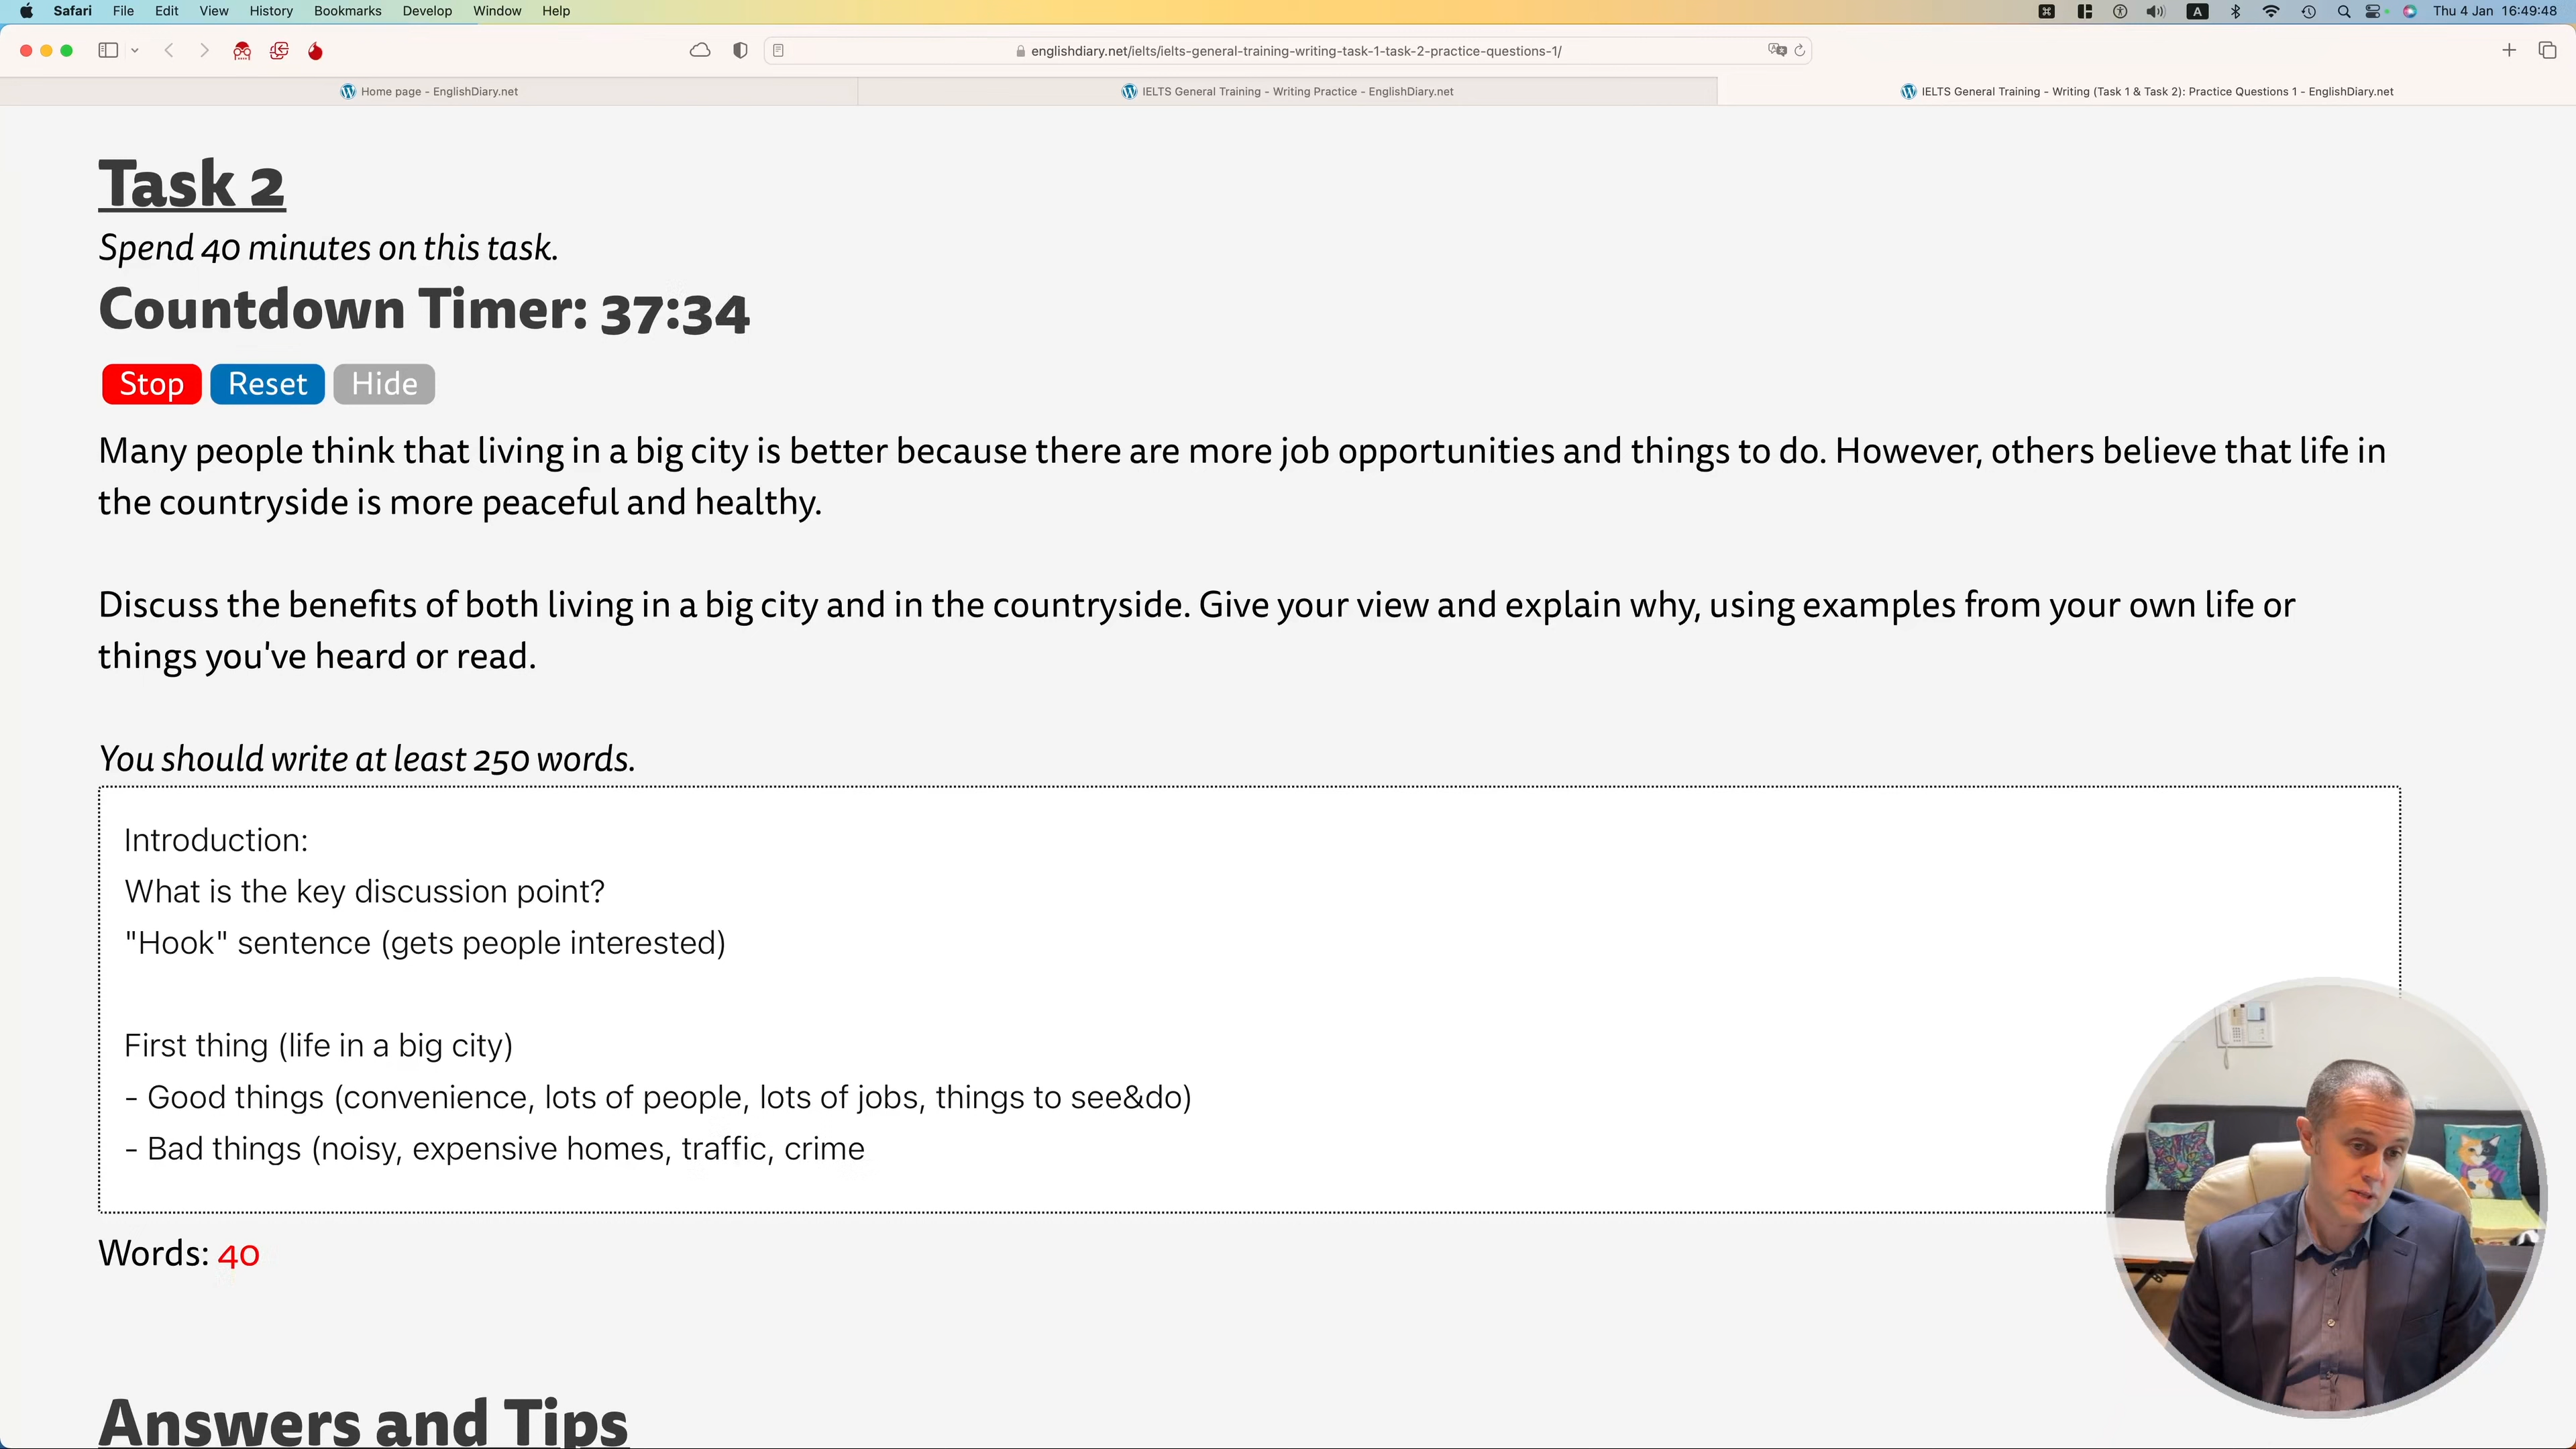 Safari File Edit View History Bookmarks Develop Window Help
A
Thu 4 Jan 16:49:48
englishdiary.net/ielts/ielts-general-training-writing-task-1-task-2-practice-questions-1/
Home page - EnglishDiary.net
IELTS General Training - Writing Practice - EnglishDiary.net
IELTS General Training - Writing (Task 1 & Task 2): Practice Questions 1 - EnglishDiary.net
Task 2
Spend 40 minutes on this task.
Countdown Timer: 37:34
Stop Reset Hide
Many people think that living in a big city is better because there are more job opportunities and things to do. However, others believe that life in
the countryside is more peaceful and healthy.
Discuss the benefits of both living in a big city and in the countryside. Give your view and explain why, using examples from your own life or
things you've heard or read.
You should write at least 250 words.
Introduction:
What is the key discussion point?
"Hook" sentence (gets people interested)
First thing (life in a big city)
- Good things (convenience, lots of people, lots of jobs, things to see&do)
- Bad things (noisy, expensive homes, traffic, crime
Words: 40
Answers and Tips